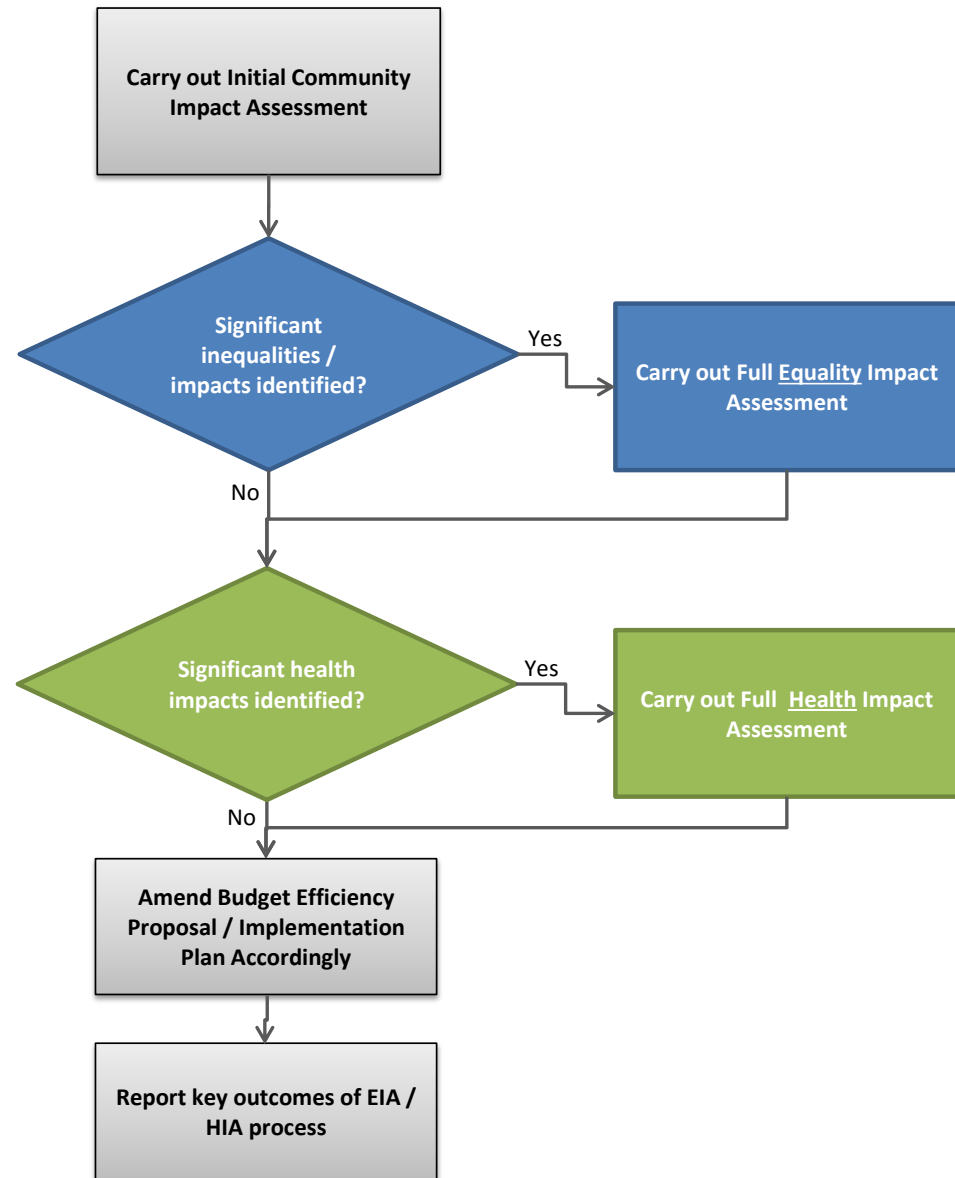 Carry out Initial Community
Impact Assessment
Significant
inequalities /
impacts identified?
Yes
Carry out Full Equality Impact
Assessment
No
Significant health
impacts identified?
Yes
Carry out Full Health Impact
Assessment
No
Amend Budget Efficiency
Proposal / Implementation
Plan Accordingly
Report key outcomes of EIA /
HIA process